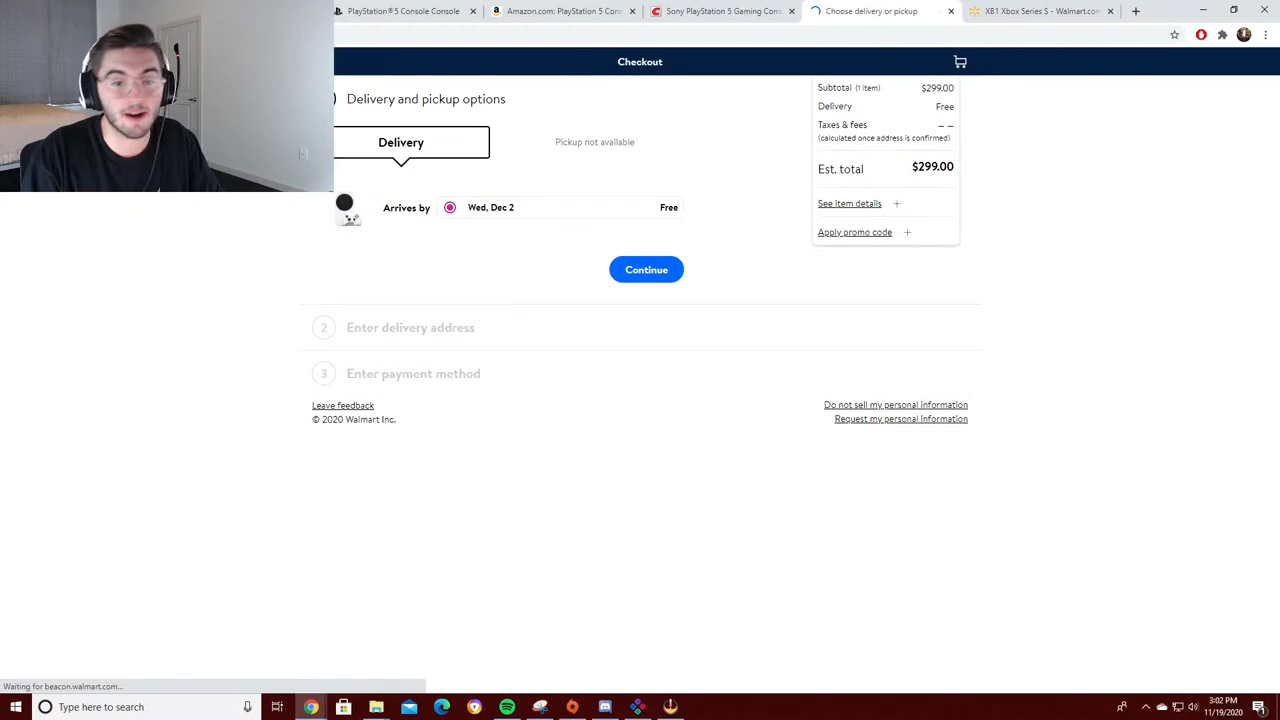 PlayStation®5 Console Console
Amazon.com: PlayStation 5 Cons
Sony PlayStation 5 Gaming Cons
Choose delivery or pickup
XB1 Xbox Series S - Walmart.com
Checkout
Delivery and pickup options
Delivery
Pickup not available
Arrives by
Wed, Dec 2
Free
Continue
Subtotal (1 item) $299.00
Delivery Free
Taxes & fees – –
(calculated once address is confirmed)
Est. total $299.00
See item details +
Apply promo code +
2 Enter delivery address
3 Enter payment method
Leave feedback
© 2020 Walmart Inc.
Do not sell my personal information
Request my personal information
Waiting for beacon.walmart.com...
Type here to search
3:02 PM
11/19/2020